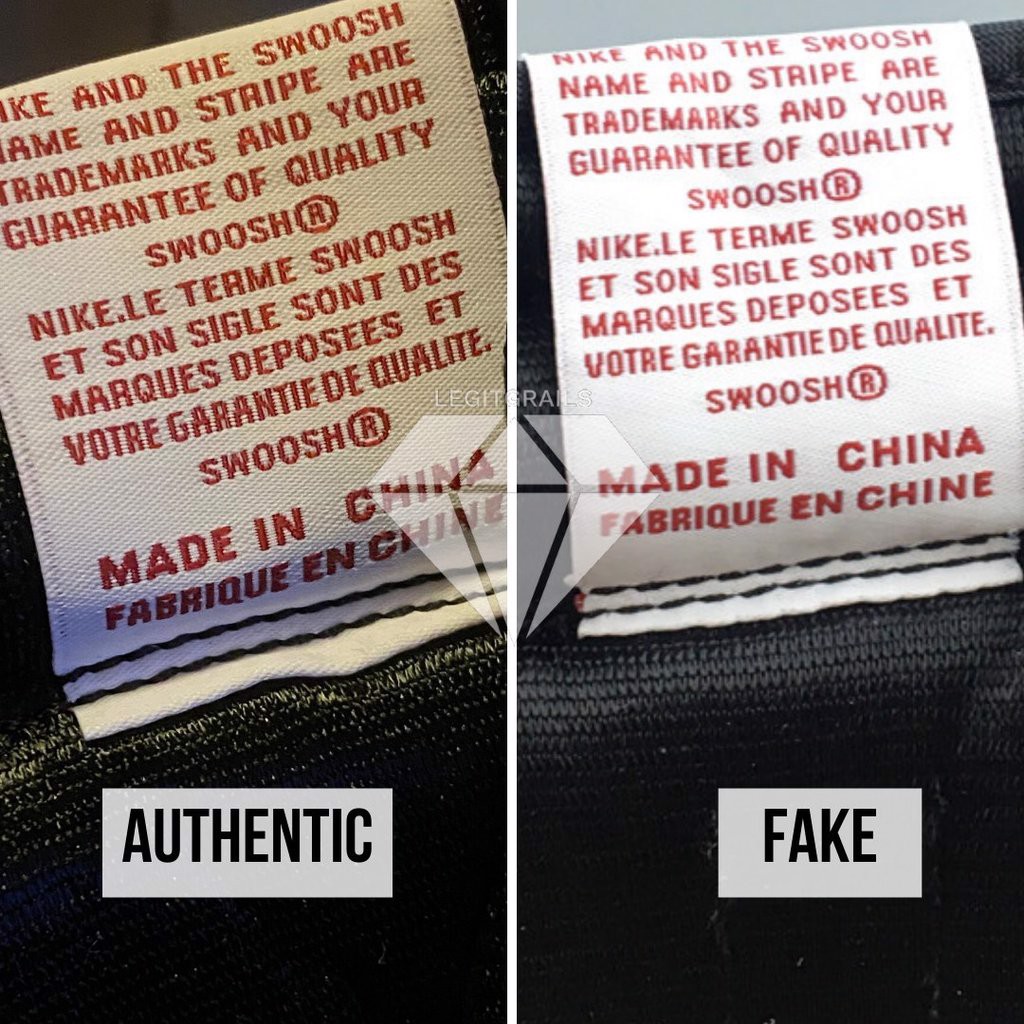 IKE AND THE SWOOSH
NAME AND STRIPE ARE
TRADEMARKS AND YOUR
GUARANTEE OF QUALITY
SWOOSH®
NIKE.LE TERME SWOOSH
ET SON SIGLE SONT DES
MARQUES DEPOSEES ET
VOTRE GARANTIE DE QUALITE.
SWOOSH®
MADE IN CHINA
FABRIQUE EN CHINE
AUTHENTIC
NIKE AND THE SWOOSH
NAME AND STRIPE ARE
TRADEMARKS AND YOUR
GUARANTEE OF QUALITY
SWOOSH®
NIKE.LE TERME SWOOSH
ET SON SIGLE SONT DES
MARQUES DEPOSEES ET
VOTRE GARANTIE DE QUALITE.
SWOOSH®
MADE IN CHINA
FABRIQUE EN CHINE
FAKE
LEGITGRAILS